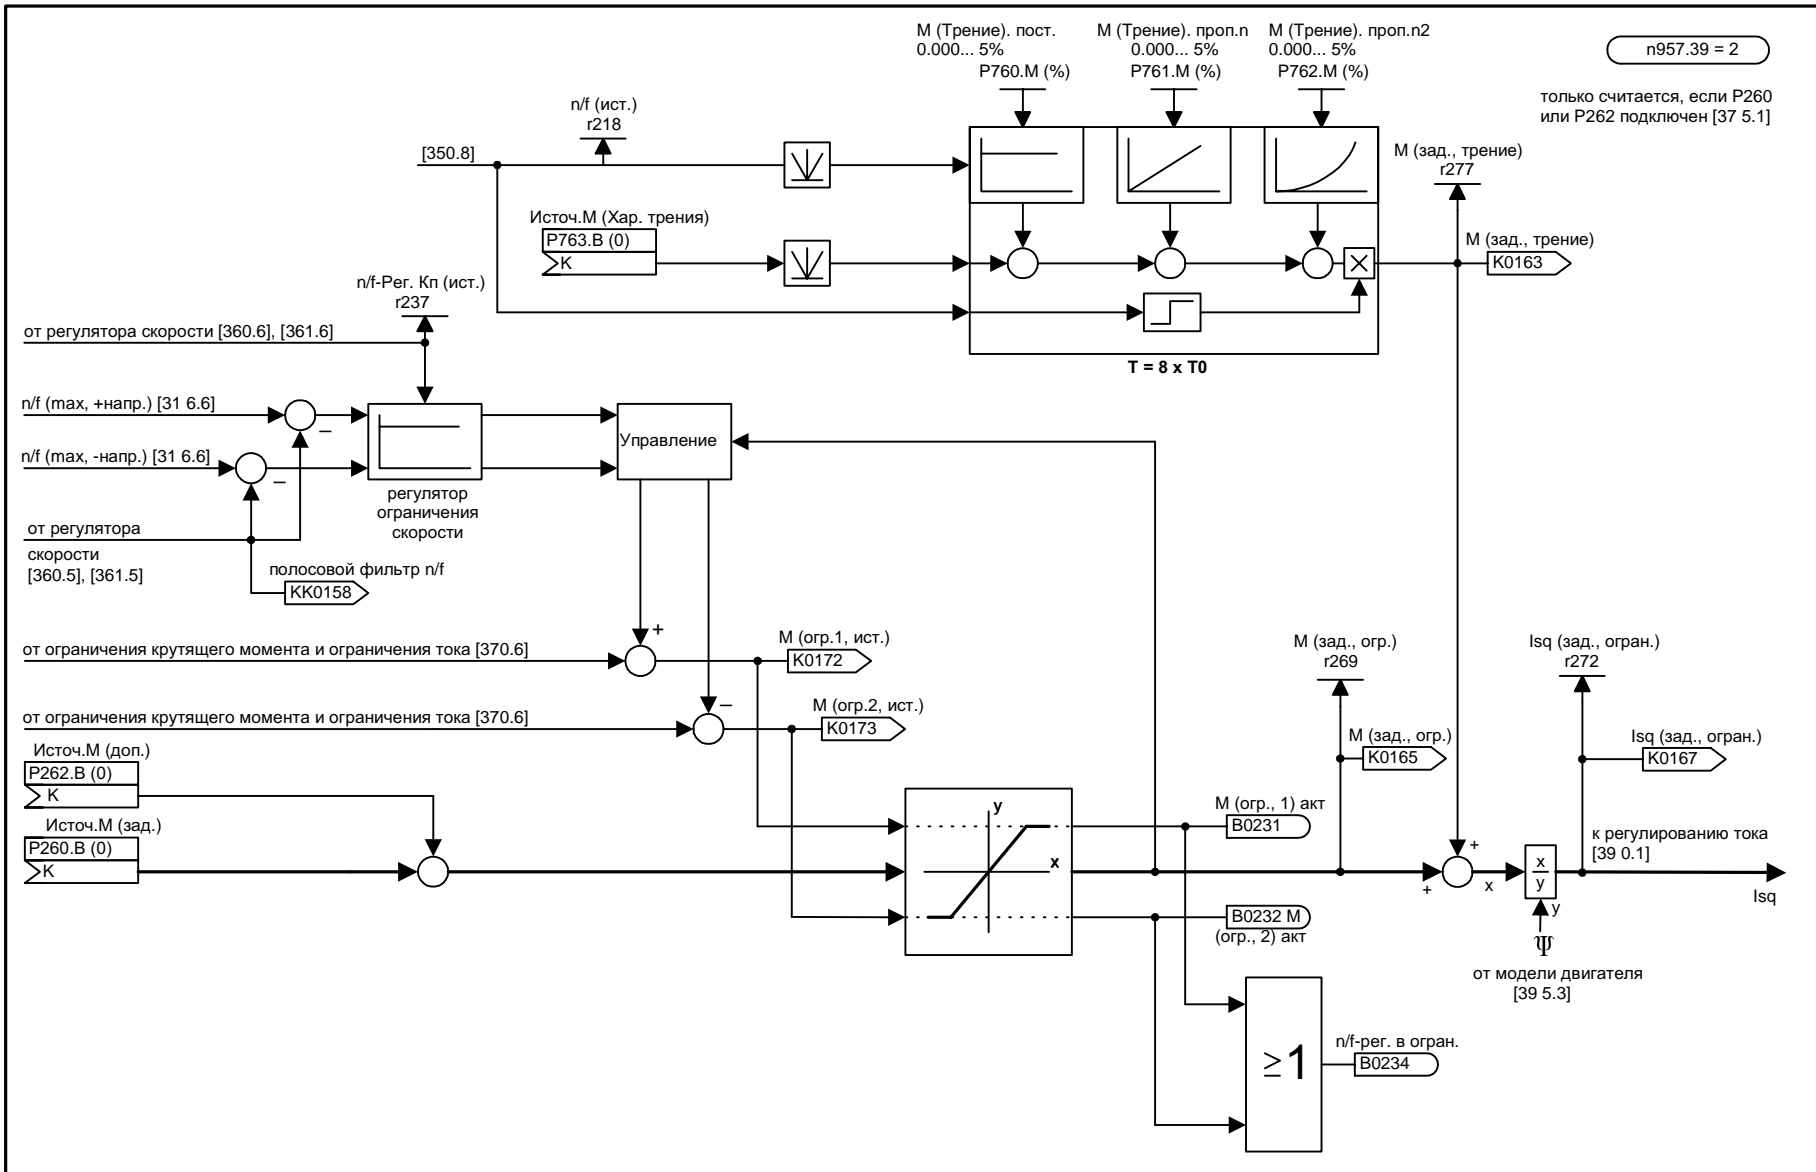 М (Трение). пост.
0.000... 5%
P760.M (%)
М (Трение). проп.n
0.000... 5%
P761.M (%)
М (Трение). проп.n2
0.000... 5%
P762.M (%)
n957.39 = 2
только считается, если P260
или P262 подключен [37 5.1]
n/f (ист.)
r218
[350.8]
М (зад., трение)
r277
Источ.М (Хар. трения)
P763.B (0)
K
М (зад., трение)
K0163
T = 8 x T0
n/f-Рег. Кп (ист.)
r237
от регулятора скорости [360.6], [361.6]
n/f (max, +напр.) [31 6.6]
–
Управление
n/f (max, -напр.) [31 6.6]
–
регулятор
ограничения
скорости
от регулятора
скорости
[360.5], [361.5]
полосовой фильтр n/f
KK0158
+
от ограничения крутящего момента и ограничения тока [370.6]
М (огр.1, ист.)
K0172
–
от ограничения крутящего момента и ограничения тока [370.6]
М (огр.2, ист.)
K0173
М (зад., огр.)
r269
Isq (зад., огран.)
r272
М (зад., огр.)
K0165
Isq (зад., огран.)
K0167
Источ.М (доп.)
P262.B (0)
K
Источ.М (зад.)
P260.B (0)
K
y
x
М (огр., 1) акт
B0231
B0232 М
(огр., 2) акт
+
+
x
x
y
y
Ψ
от модели двигателя
[39 5.3]
к регулированию тока
[39 0.1]
Isq
≥1
n/f-рег. в огран.
B0234